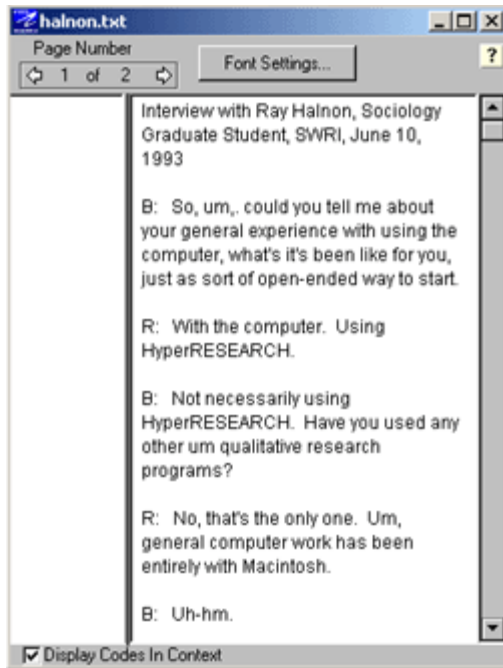 halnon.txt
Page Number
1 of 2
Font Settings...
?
Interview with Ray Halnon, Sociology
Graduate Student, SWRI, June 10,
1993
B: So, um,. could you tell me about
your general experience with using the
computer, what's it's been like for you,
just as sort of open-ended way to start.
R: With the computer. Using
HyperRESEARCH.
B: Not necessarily using
HyperRESEARCH. Have you used any
other um qualitative research
programs?
R: No, that's the only one. Um,
general computer work has been
entirely with Macintosh.
B: Uh-hm.
Display Codes In Context